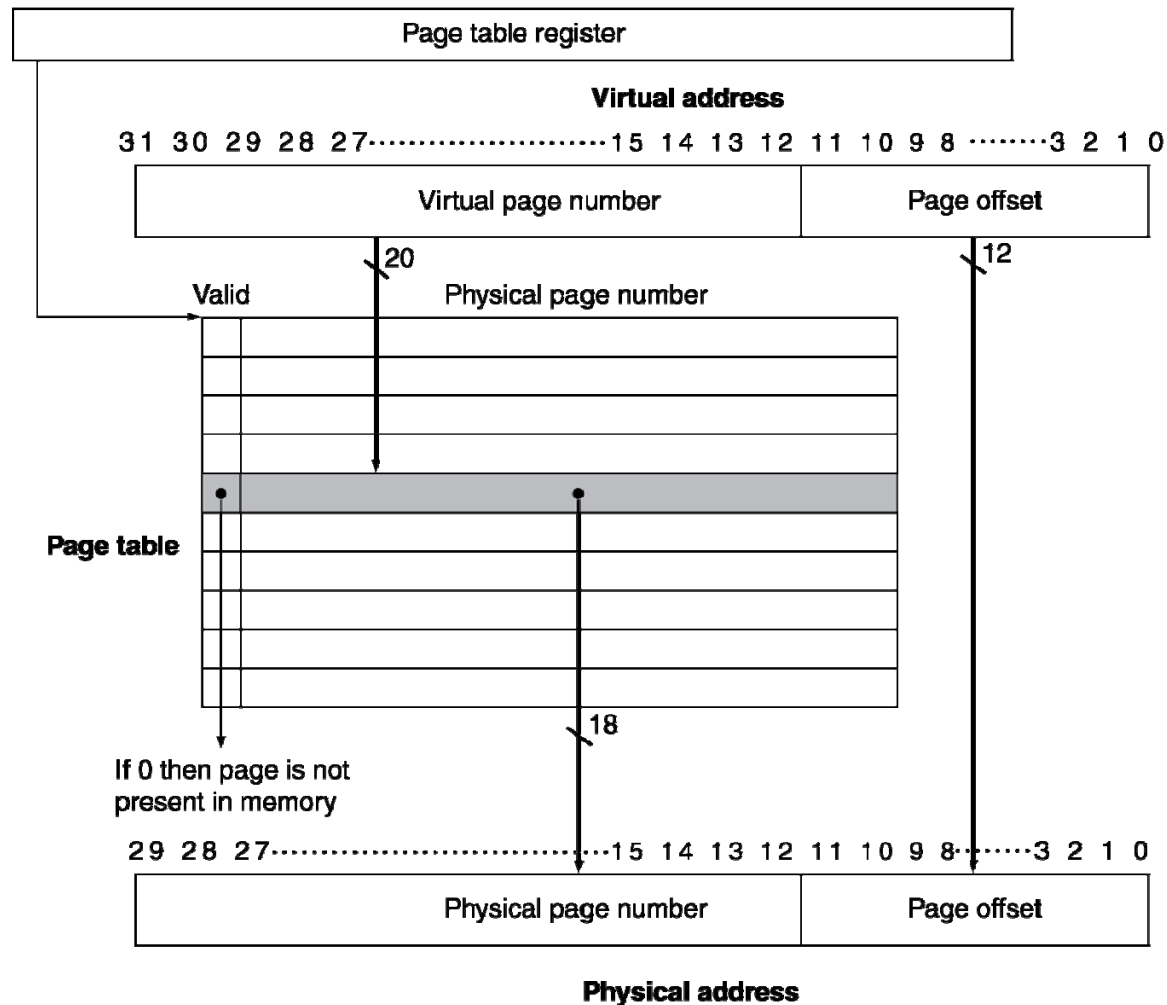 Page table register
Virtual address
31 30 29 28 27·······················15 14 13 12 11 10 9 8 ········3 2 1 0
Virtual page number Page offset
20 12
Valid Physical page number
Page table
18
If 0 then page is not
present in memory
29 28 27·································15 14 13 12 11 10 9 8········3 2 1 0
Physical page number Page offset
Physical address